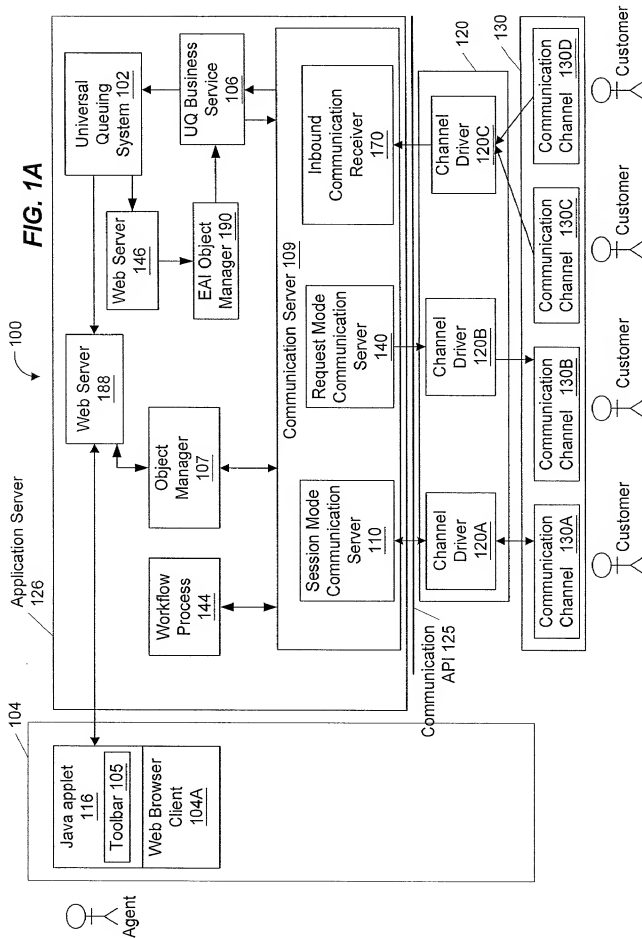 FIG. 1A
100
Application Server
126
104
Agent
Java applet
116
Toolbar 105
Web Browser
Client
104A
Web Server
188
Universal
Queuing
System 102
Web Server
146
UQ Business
Service
106
EAI Object
Manager 190
Object
Manager
107
Workflow
Process
144
Communication Server 109
Session Mode
Communication
Server
110
Request Mode
Communication
Server
140
Inbound
Communication
Receiver
170
Communication
API 125
120
Channel
Driver
120A
Channel
Driver
120B
Channel
Driver
120C
130
Communication
Channel 130A
Communication
Channel 130B
Communication
Channel 130C
Communication
Channel 130D
Customer
Customer
Customer
Customer